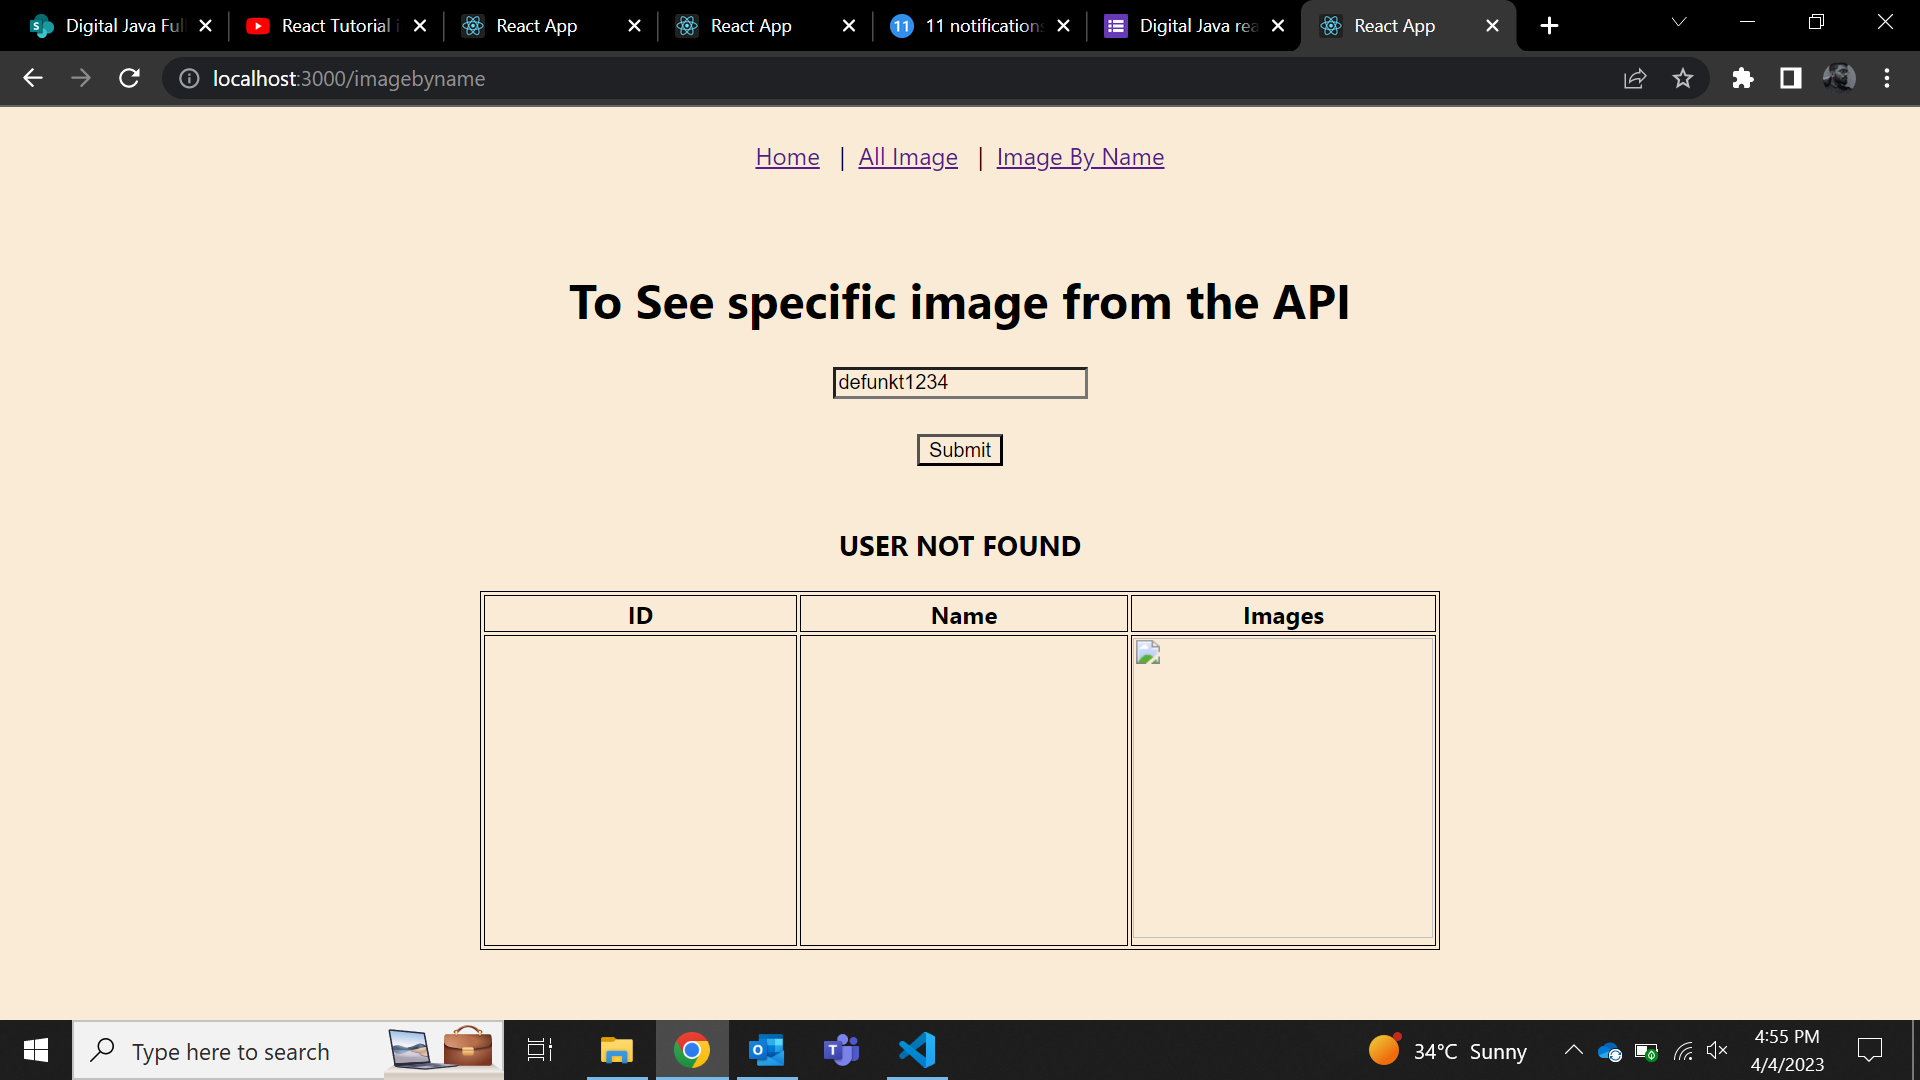 Digital Java Full
React Tutorial i
React App
React App
11
11 notifications
Digital Java rea
React App
localhost:3000/imagebyname
Home | All Image | Image By Name
To See specific image from the API
defunkt1234
Submit
USER NOT FOUND
ID Name Images
Type here to search
34°C Sunny
4:55 PM
4/4/2023